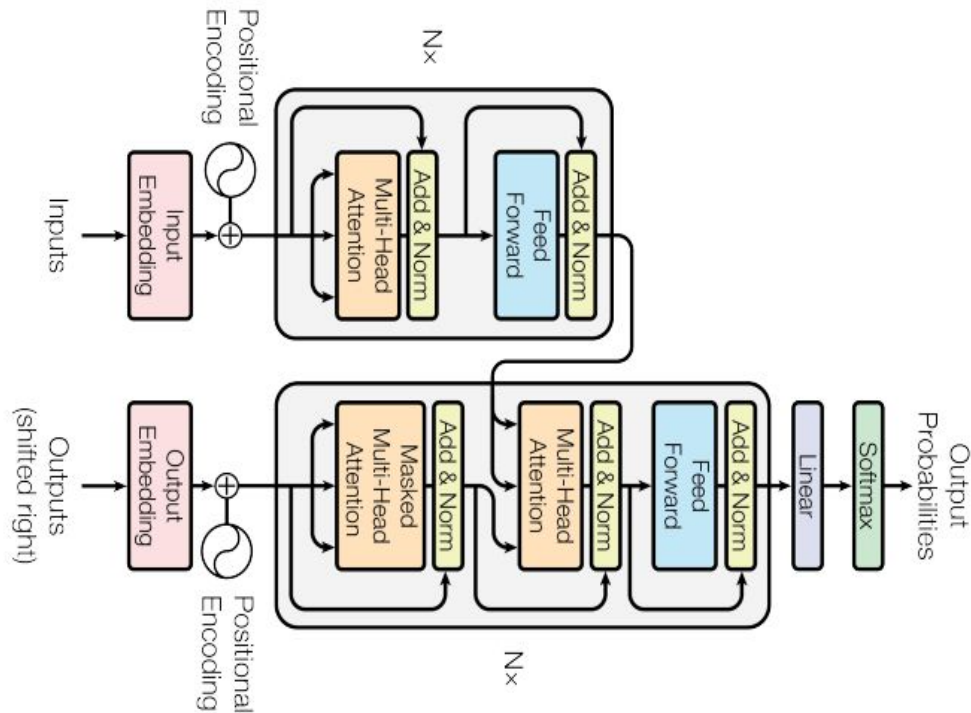 Output
Probabilities
Softmax
Linear
Add & Norm
Feed
Forward
Add & Norm
Multi-Head
Attention
Add & Norm
Masked
Multi-Head
Attention
Nx
Add & Norm
Feed
Forward
Add & Norm
Multi-Head
Attention
Nx
Positional
Encoding
Positional
Encoding
Input
Embedding
Output
Embedding
Inputs
Outputs
(shifted right)